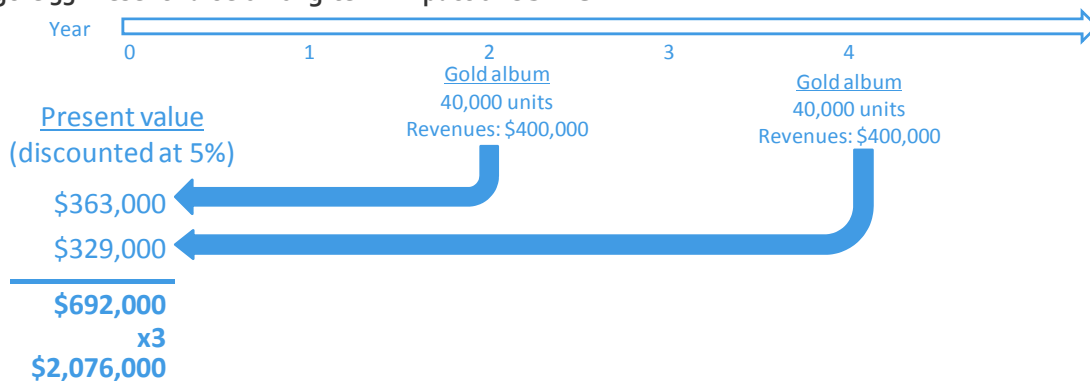 Year
0 1 2 3 4
Gold album
40,000 units
Revenues: $400,000
Gold album
40,000 units
Revenues: $400,000
Present value
(discounted at 5%)
$363,000
$329,000
$692,000
x3
$2,076,000